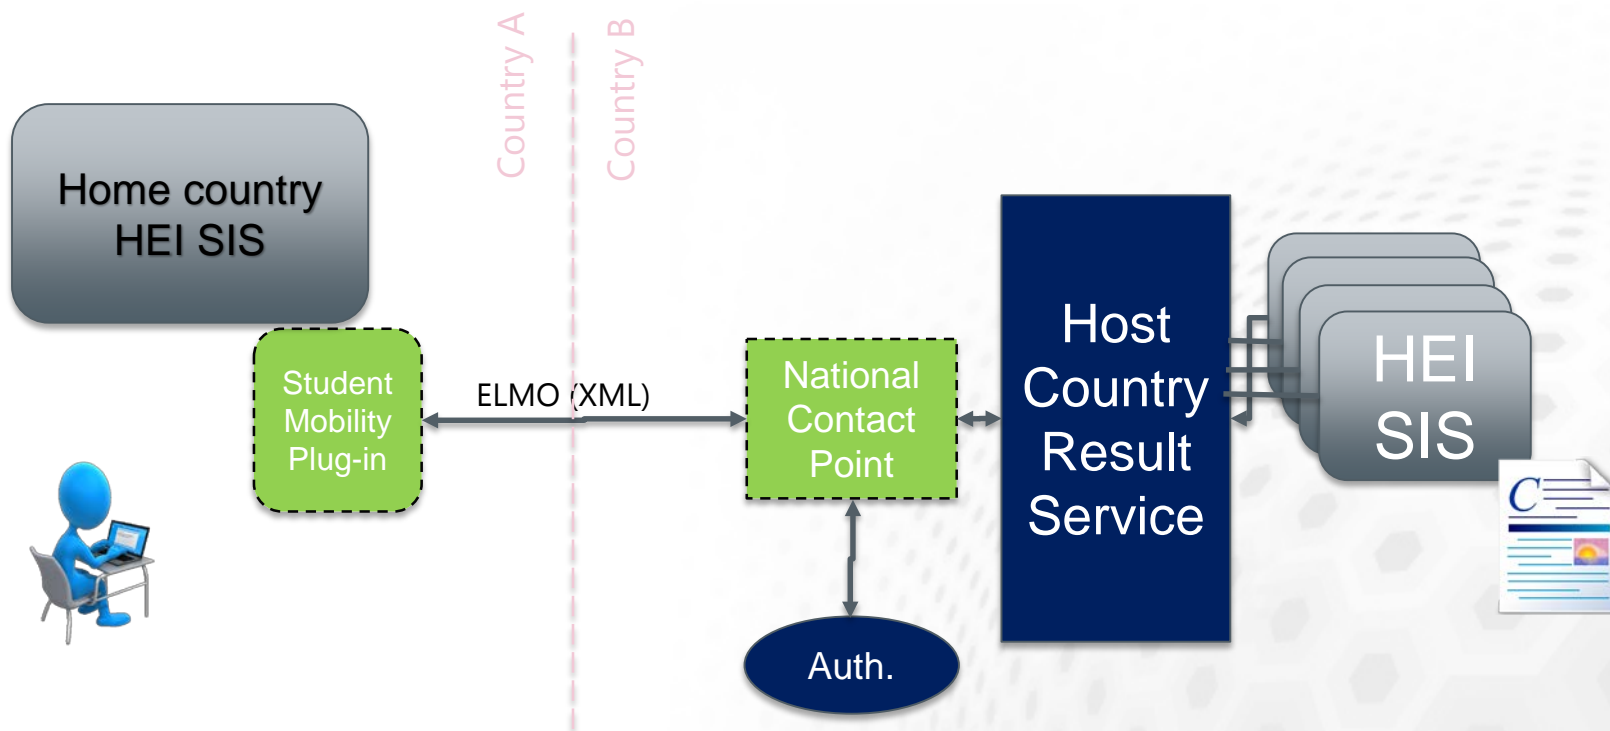 Country A
Country B
Home country
HEI SIS
Student
Mobility
Plug-in
ELMO (XML)
National
Contact
Point
Auth.
Host
Country
Result
Service
HEI
SIS
C